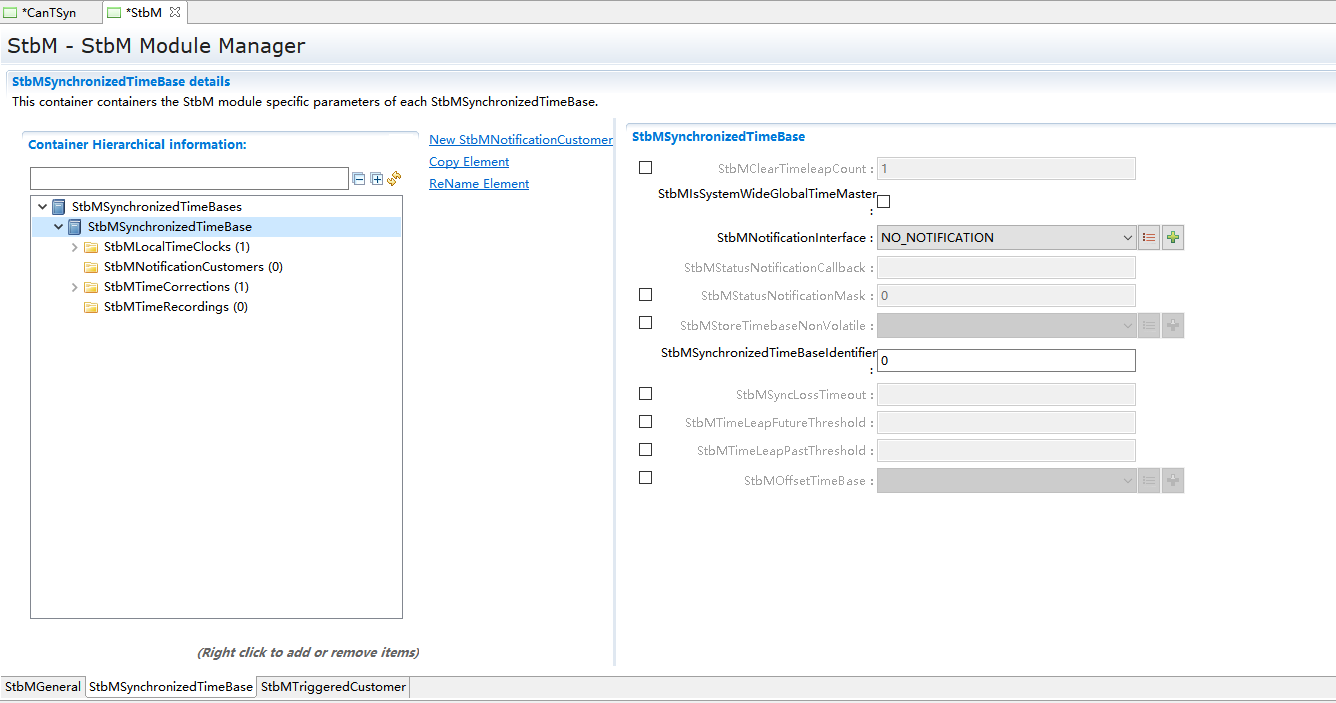 *CanTSyn
*StbM
StbM - StbM Module Manager
StbMSynchronizedTimeBase details
This container containers the StbM module specific parameters of each StbMSynchronizedTimeBase.
Container Hierarchical information:
StbMSynchronizedTimeBases
StbMSynchronizedTimeBase
StbMLocalTimeClocks (1)
StbMNotificationCustomers (0)
StbMTimeCorrections (1)
StbMTimeRecordings (0)
(Right click to add or remove items)
New StbMNotificationCustomer
Copy Element
ReName Element
StbMSynchronizedTimeBase
StbMClearTimeleapCount : 1
StbMIsSystemWideGlobalTimeMaster
:
StbMNotificationInterface : NO_NOTIFICATION
StbMStatusNotificationCallback :
StbMStatusNotificationMask : 0
StbMStoreTimebaseNonVolatile :
StbMSynchronizedTimeBaseIdentifier
: 0
StbMSyncLossTimeout :
StbMTimeLeapFutureThreshold :
StbMTimeLeapPastThreshold :
StbMOffsetTimeBase :
StbMGeneral
StbMSynchronizedTimeBase
StbMTriggeredCustomer